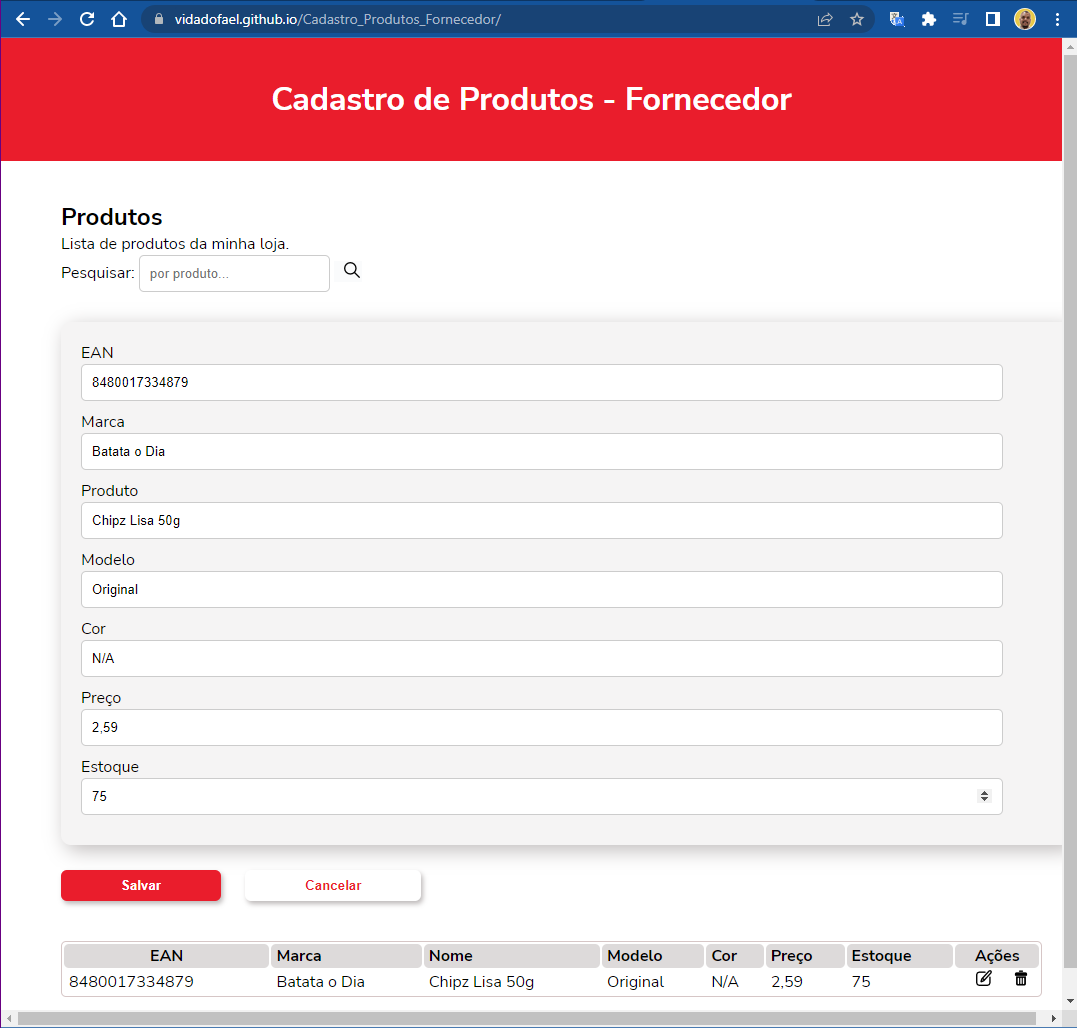 vidadofael.github.io/Cadastro_Produtos_Fornecedor/
Cadastro de Produtos - Fornecedor
Produtos
Lista de produtos da minha loja.
Pesquisar: por produto...
EAN
8480017334879
Marca
Batata o Dia
Produto
Chipz Lisa 50g
Modelo
Original
Cor
N/A
Preço
2,59
Estoque
75
Salvar Cancelar
EAN Marca Nome Modelo Cor Preço Estoque Ações
8480017334879 Batata o Dia Chipz Lisa 50g Original N/A 2,59 75